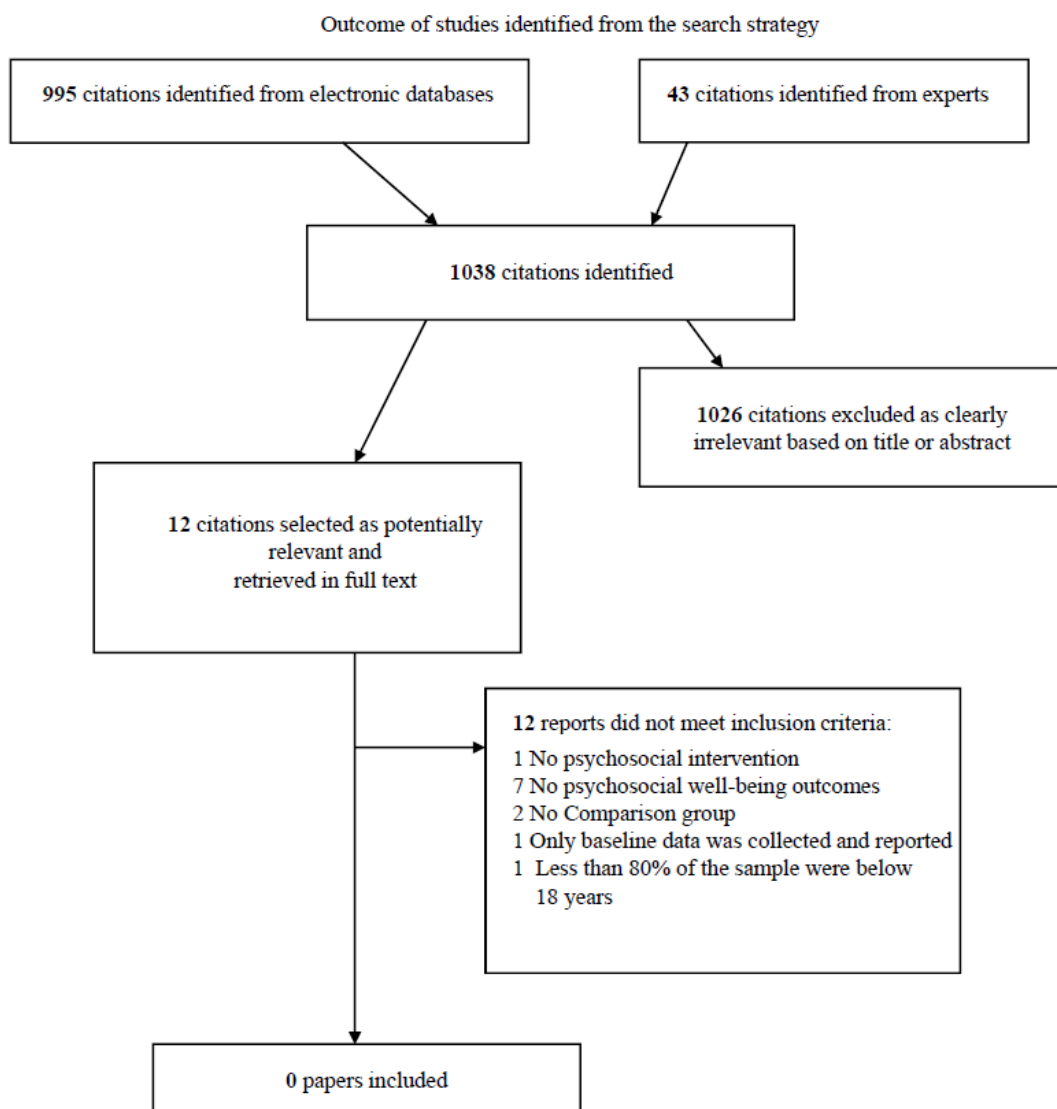 Outcome of studies identified from the search strategy
995 citations identified from electronic databases
43 citations identified from experts
1038 citations identified
1026 citations excluded as clearly
irrelevant based on title or abstract
12 citations selected as potentially
relevant and
retrieved in full text
12 reports did not meet inclusion criteria:
1 No psychosocial intervention
7 No psychosocial well-being outcomes
2 No Comparison group
1 Only baseline data was collected and reported
1 Less than 80% of the sample were below
18 years
0 papers included